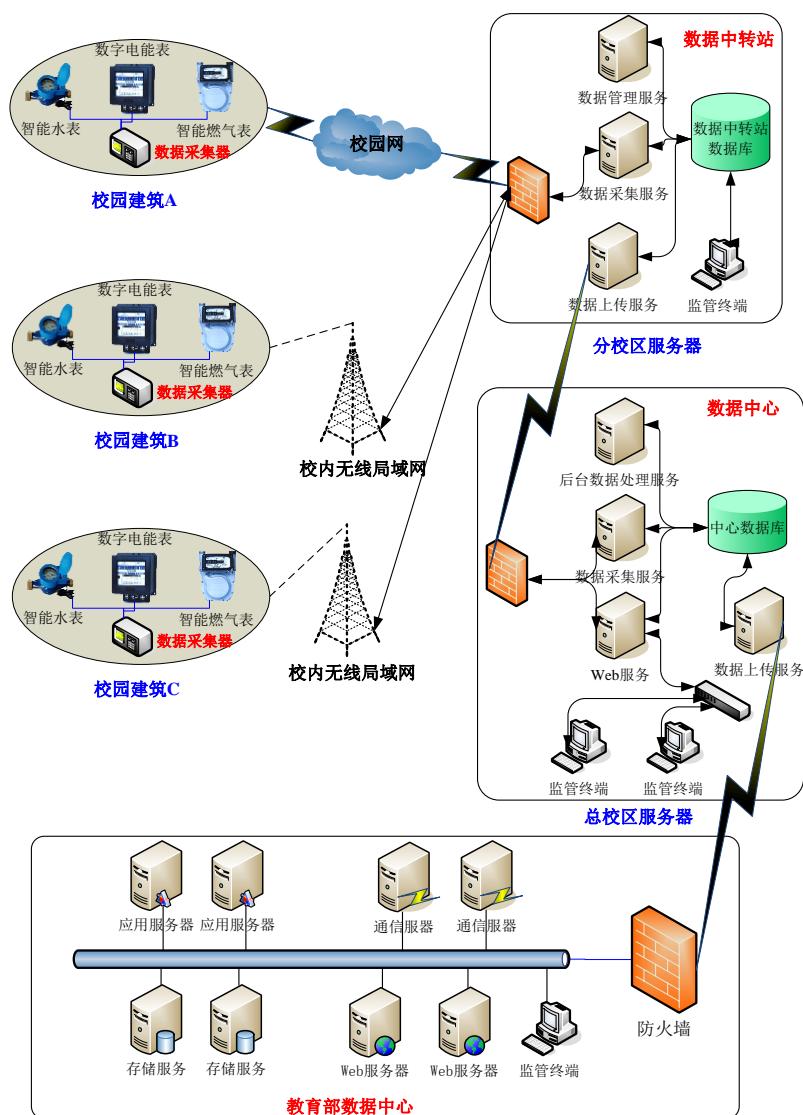 数字电能表
智能水表
智能燃气表
数据采集器
校园建筑A
校园网
数字电能表
智能水表
智能燃气表
数据采集器
校园建筑B
校内无线局域网
数字电能表
智能水表
智能燃气表
数据采集器
校园建筑C
校内无线局域网
数据中转站
数据管理服务
数据中转站
数据库
数据采集服务
数据上传服务
监管终端
分校区服务器
数据中心
后台数据处理服务
中心数据库
数据采集服务
Web服务
数据上传服务
监管终端
监管终端
总校区服务器
应用服务器
应用服务器
通信服器
通信服器
存储服务
存储服务
Web服务器
Web服务器
监管终端
防火墙
教育部数据中心